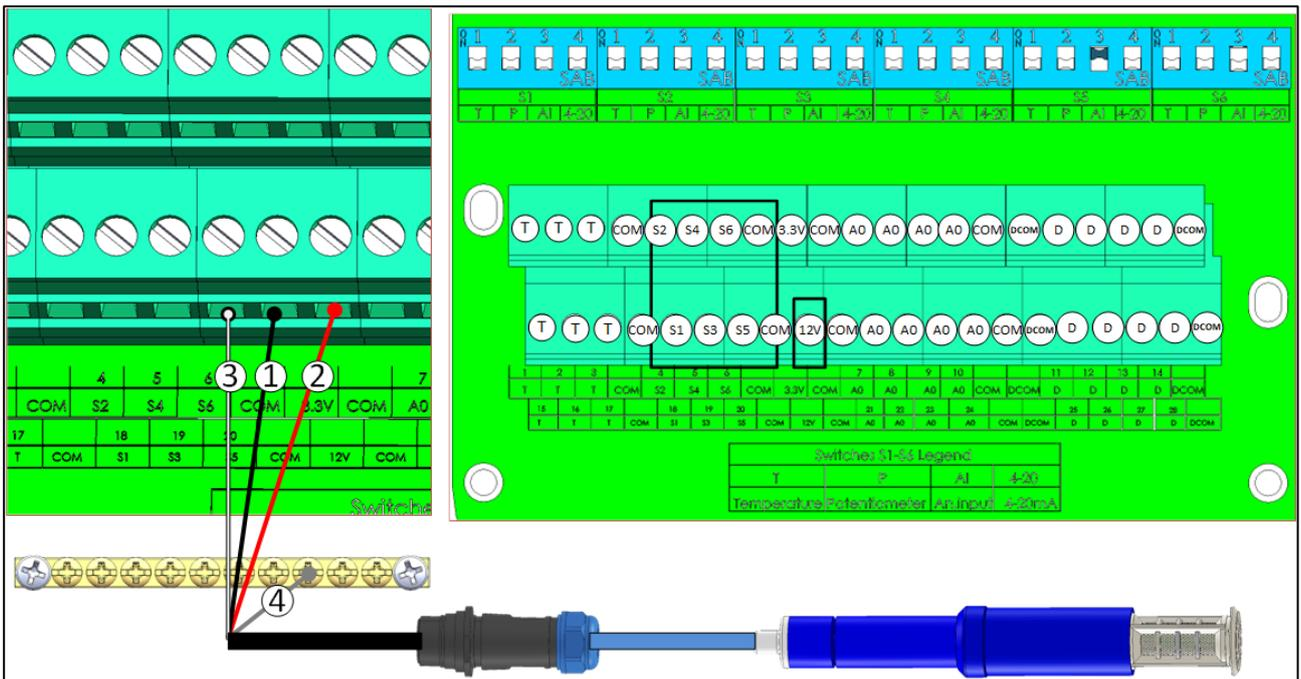 ON 1 2 3 4 ON 1 2 3 4 ON 1 2 3 4 ON 1 2 3 4 ON 1 2 3 4 ON 1 2 3 4
SAB SAB SAB SAB SAB SAB
S1 S2 S3 S4 S5 S6
T P AI 4-20 T P AI 4-20 T P AI 4-20 T P AI 4-20 T P AI 4-20 T P AI 4-20
T T T COM S2 S4 S6 COM 3.3V COM A0 A0 A0 A0 COM DCOM D D D D DCOM
T T T COM S1 S3 S5 COM 12V COM A0 A0 A0 A0 COM DCOM D D D D DCOM
1 2 3 4 5 6 7 8 9 10 11 12 13 14
T T T COM S2 S4 S6 COM 3.3V COM A0 A0 A0 A0 COM DCOM D D D D DCOM
15 16 17 18 19 20 21 22 23 24 25 26 27 28
T T T COM S1 S3 S5 COM 12V COM A0 A0 A0 A0 COM DCOM D D D D DCOM
Switches S1-S6 Legend
T P AI 4-20
Temperature Potentiometer An.Input 4-20mA
3 1 2
4 5 6 7
COM S2 S4 S6 COM 3.3V COM A0
17 18 19 20
T COM S1 S3 S5 COM 12V COM
Switche
4